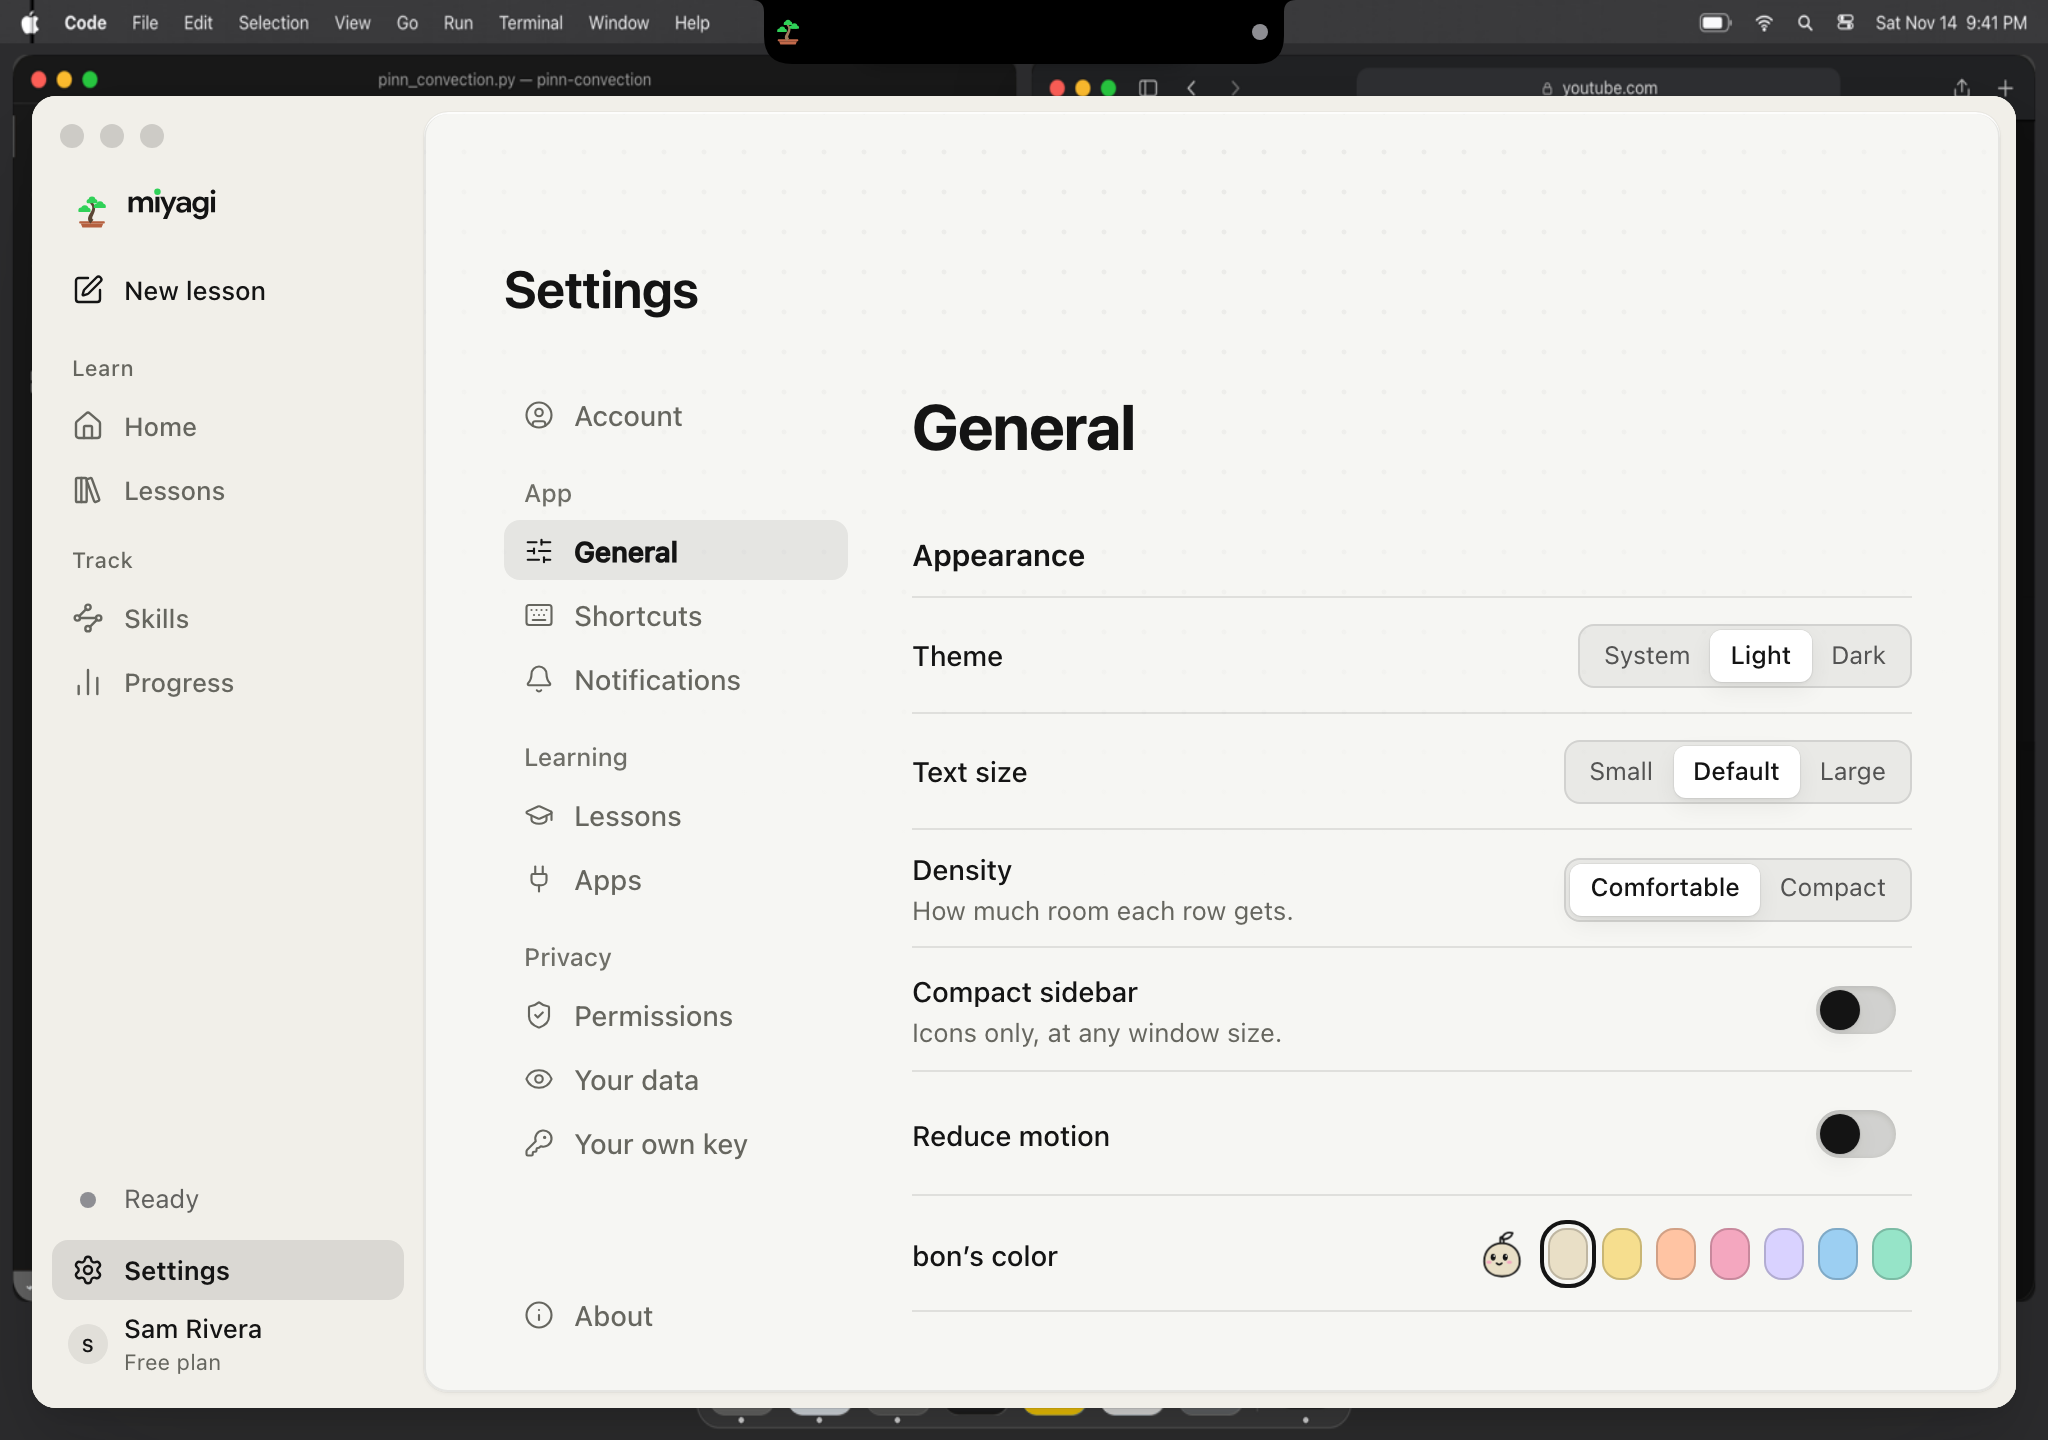 Code File Edit Selection View Go Run Terminal Window Help
Sat Nov 14 9:41 PM
pinn_convection.py — pinn-convection
youtube.com
miyagi
New lesson
Learn
Home
Lessons
Track
Skills
Progress
Ready
Settings
S
Sam Rivera
Free plan
Settings
Account
App
General
Shortcuts
Notifications
Learning
Lessons
Apps
Privacy
Permissions
Your data
Your own key
About
General
Appearance
Theme
System Light Dark
Text size
Small Default Large
Density
How much room each row gets.
Comfortable Compact
Compact sidebar
Icons only, at any window size.
Reduce motion
bon’s color